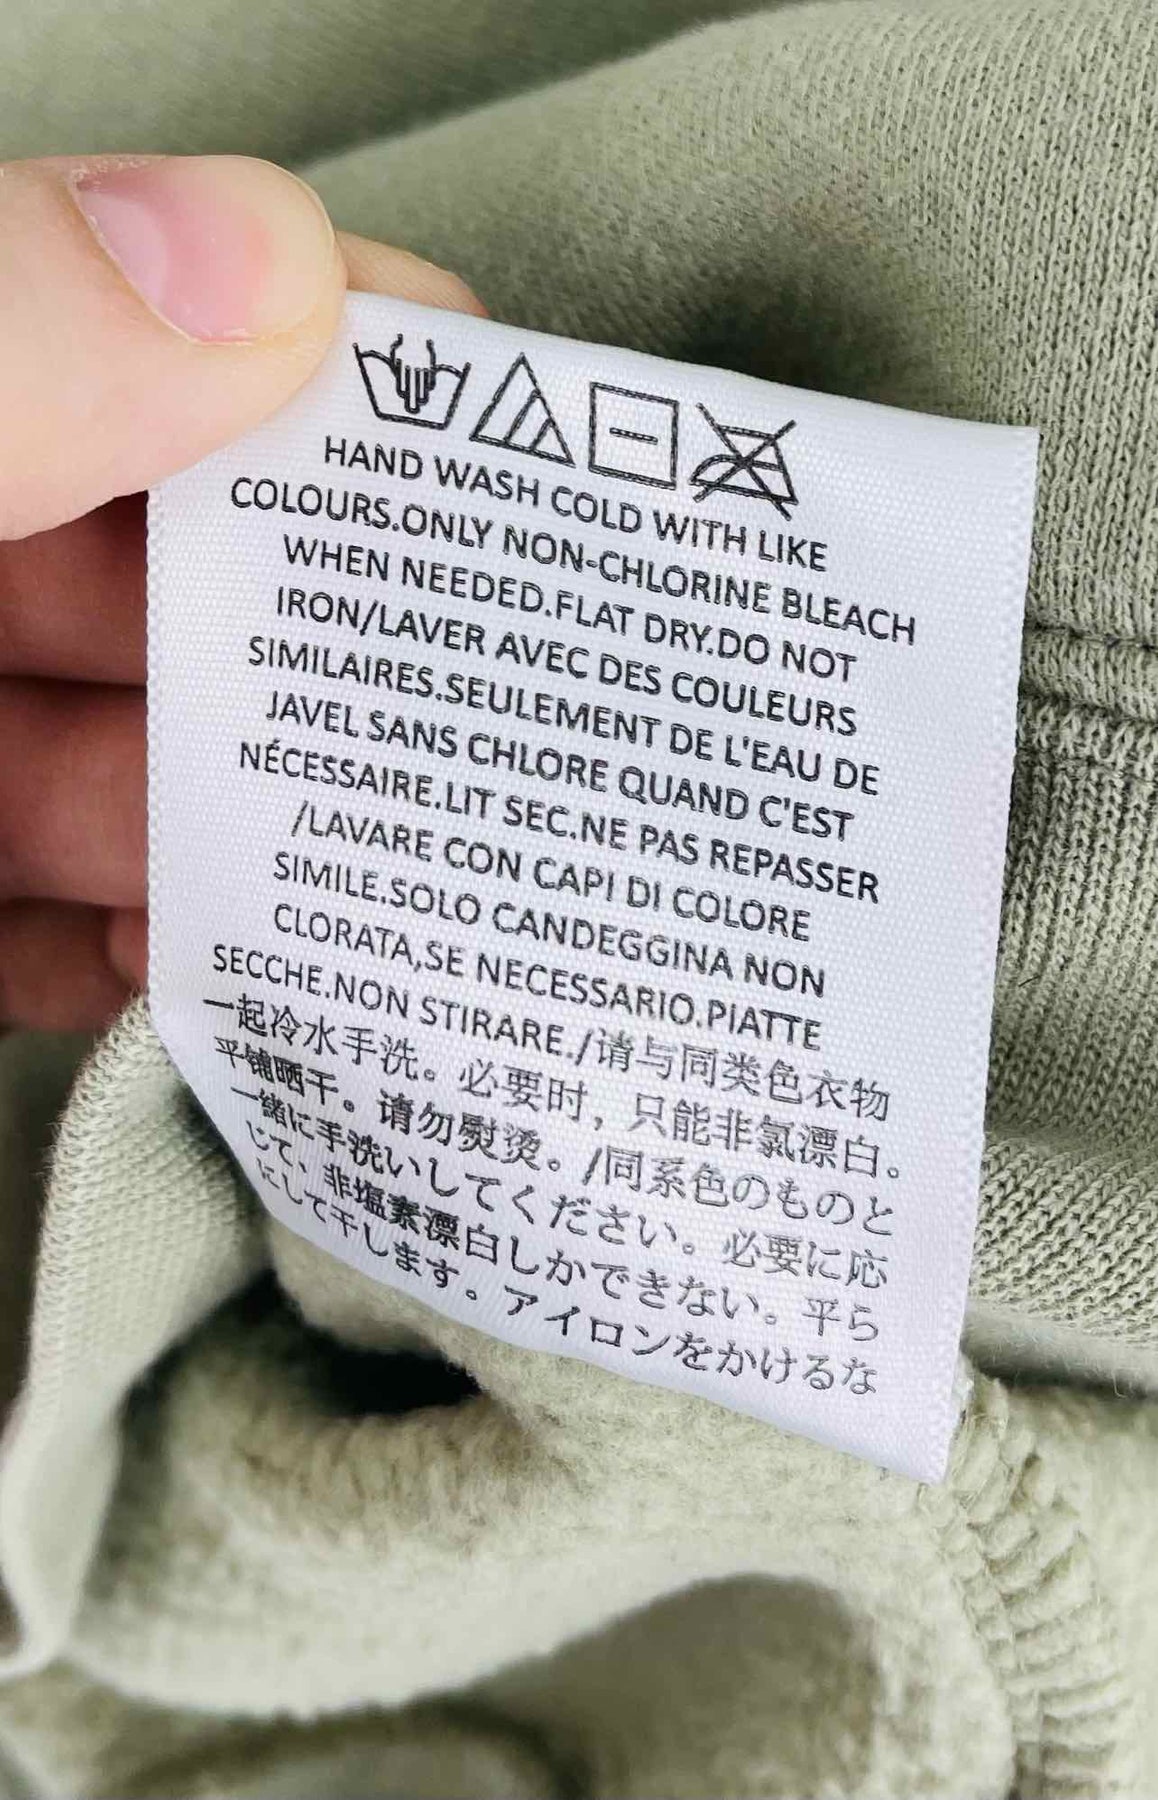 HAND WASH COLD WITH LIKE
COLOURS.ONLY NON-CHLORINE BLEACH
WHEN NEEDED.FLAT DRY.DO NOT
IRON/LAVER AVEC DES COULEURS
SIMILAIRES.SEULEMENT DE L'EAU DE
JAVEL SANS CHLORE QUAND C'EST
NÉCESSAIRE.LIT SEC.NE PAS REPASSER
/LAVARE CON CAPI DI COLORE
SIMILE.SOLO CANDEGGINA NON
CLORATA,SE NECESSARIO.PIATTE
SECCHE.NON STIRARE./请与同类色衣物
一起冷水手洗。必要时，只能非氯漂白。
平铺晒干。请勿熨烫。/同系色のものと
一緒に手洗いしてください。必要に応
じて、非塩素漂白しかできない。平ら
にして干します。アイロンをかけるな